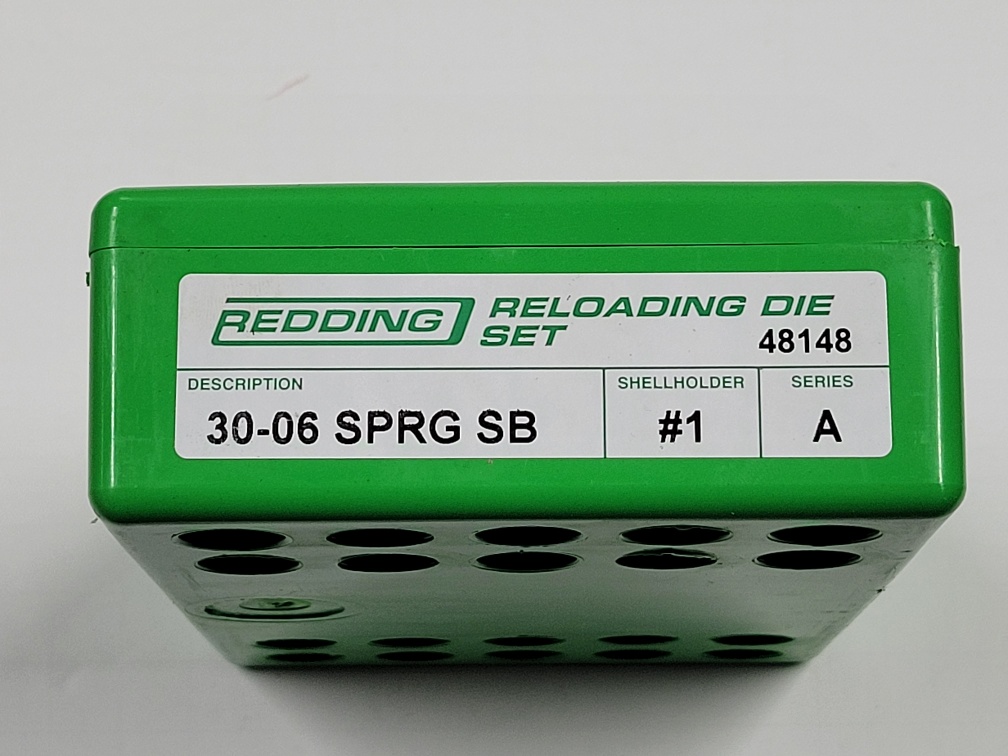 REDDING RELOADING DIE
SET
48148
DESCRIPTION
30-06 SPRG SB
SHELLHOLDER
#1
SERIES
A